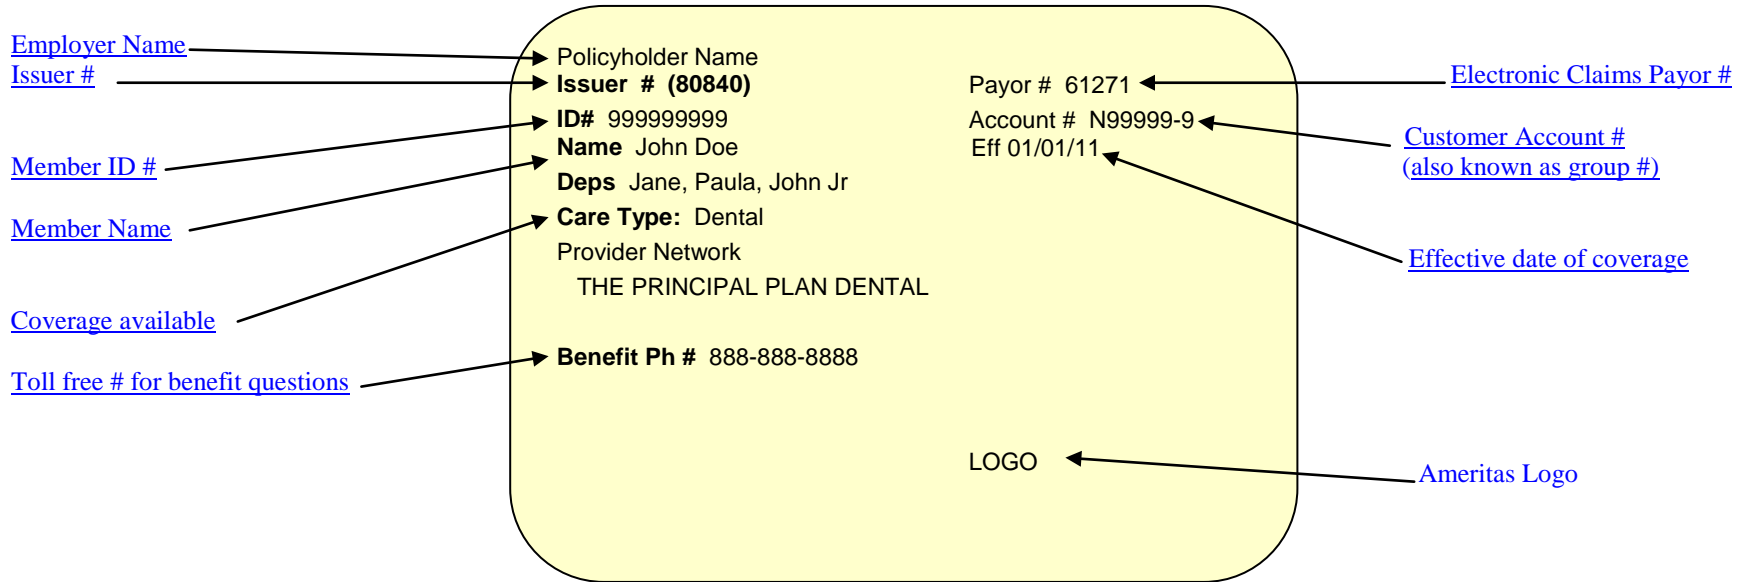 Employer Name
Issuer #
Member ID #
Member Name
Coverage available
Toll free # for benefit questions
Policyholder Name
Issuer # (80840)
ID# 999999999
Name John Doe
Deps Jane, Paula, John Jr
Care Type: Dental
Provider Network
THE PRINCIPAL PLAN DENTAL
Benefit Ph # 888-888-8888
Payor # 61271
Account # N99999-9
Eff 01/01/11
LOGO
Electronic Claims Payor #
Customer Account #
(also known as group #)
Effective date of coverage
Ameritas Logo